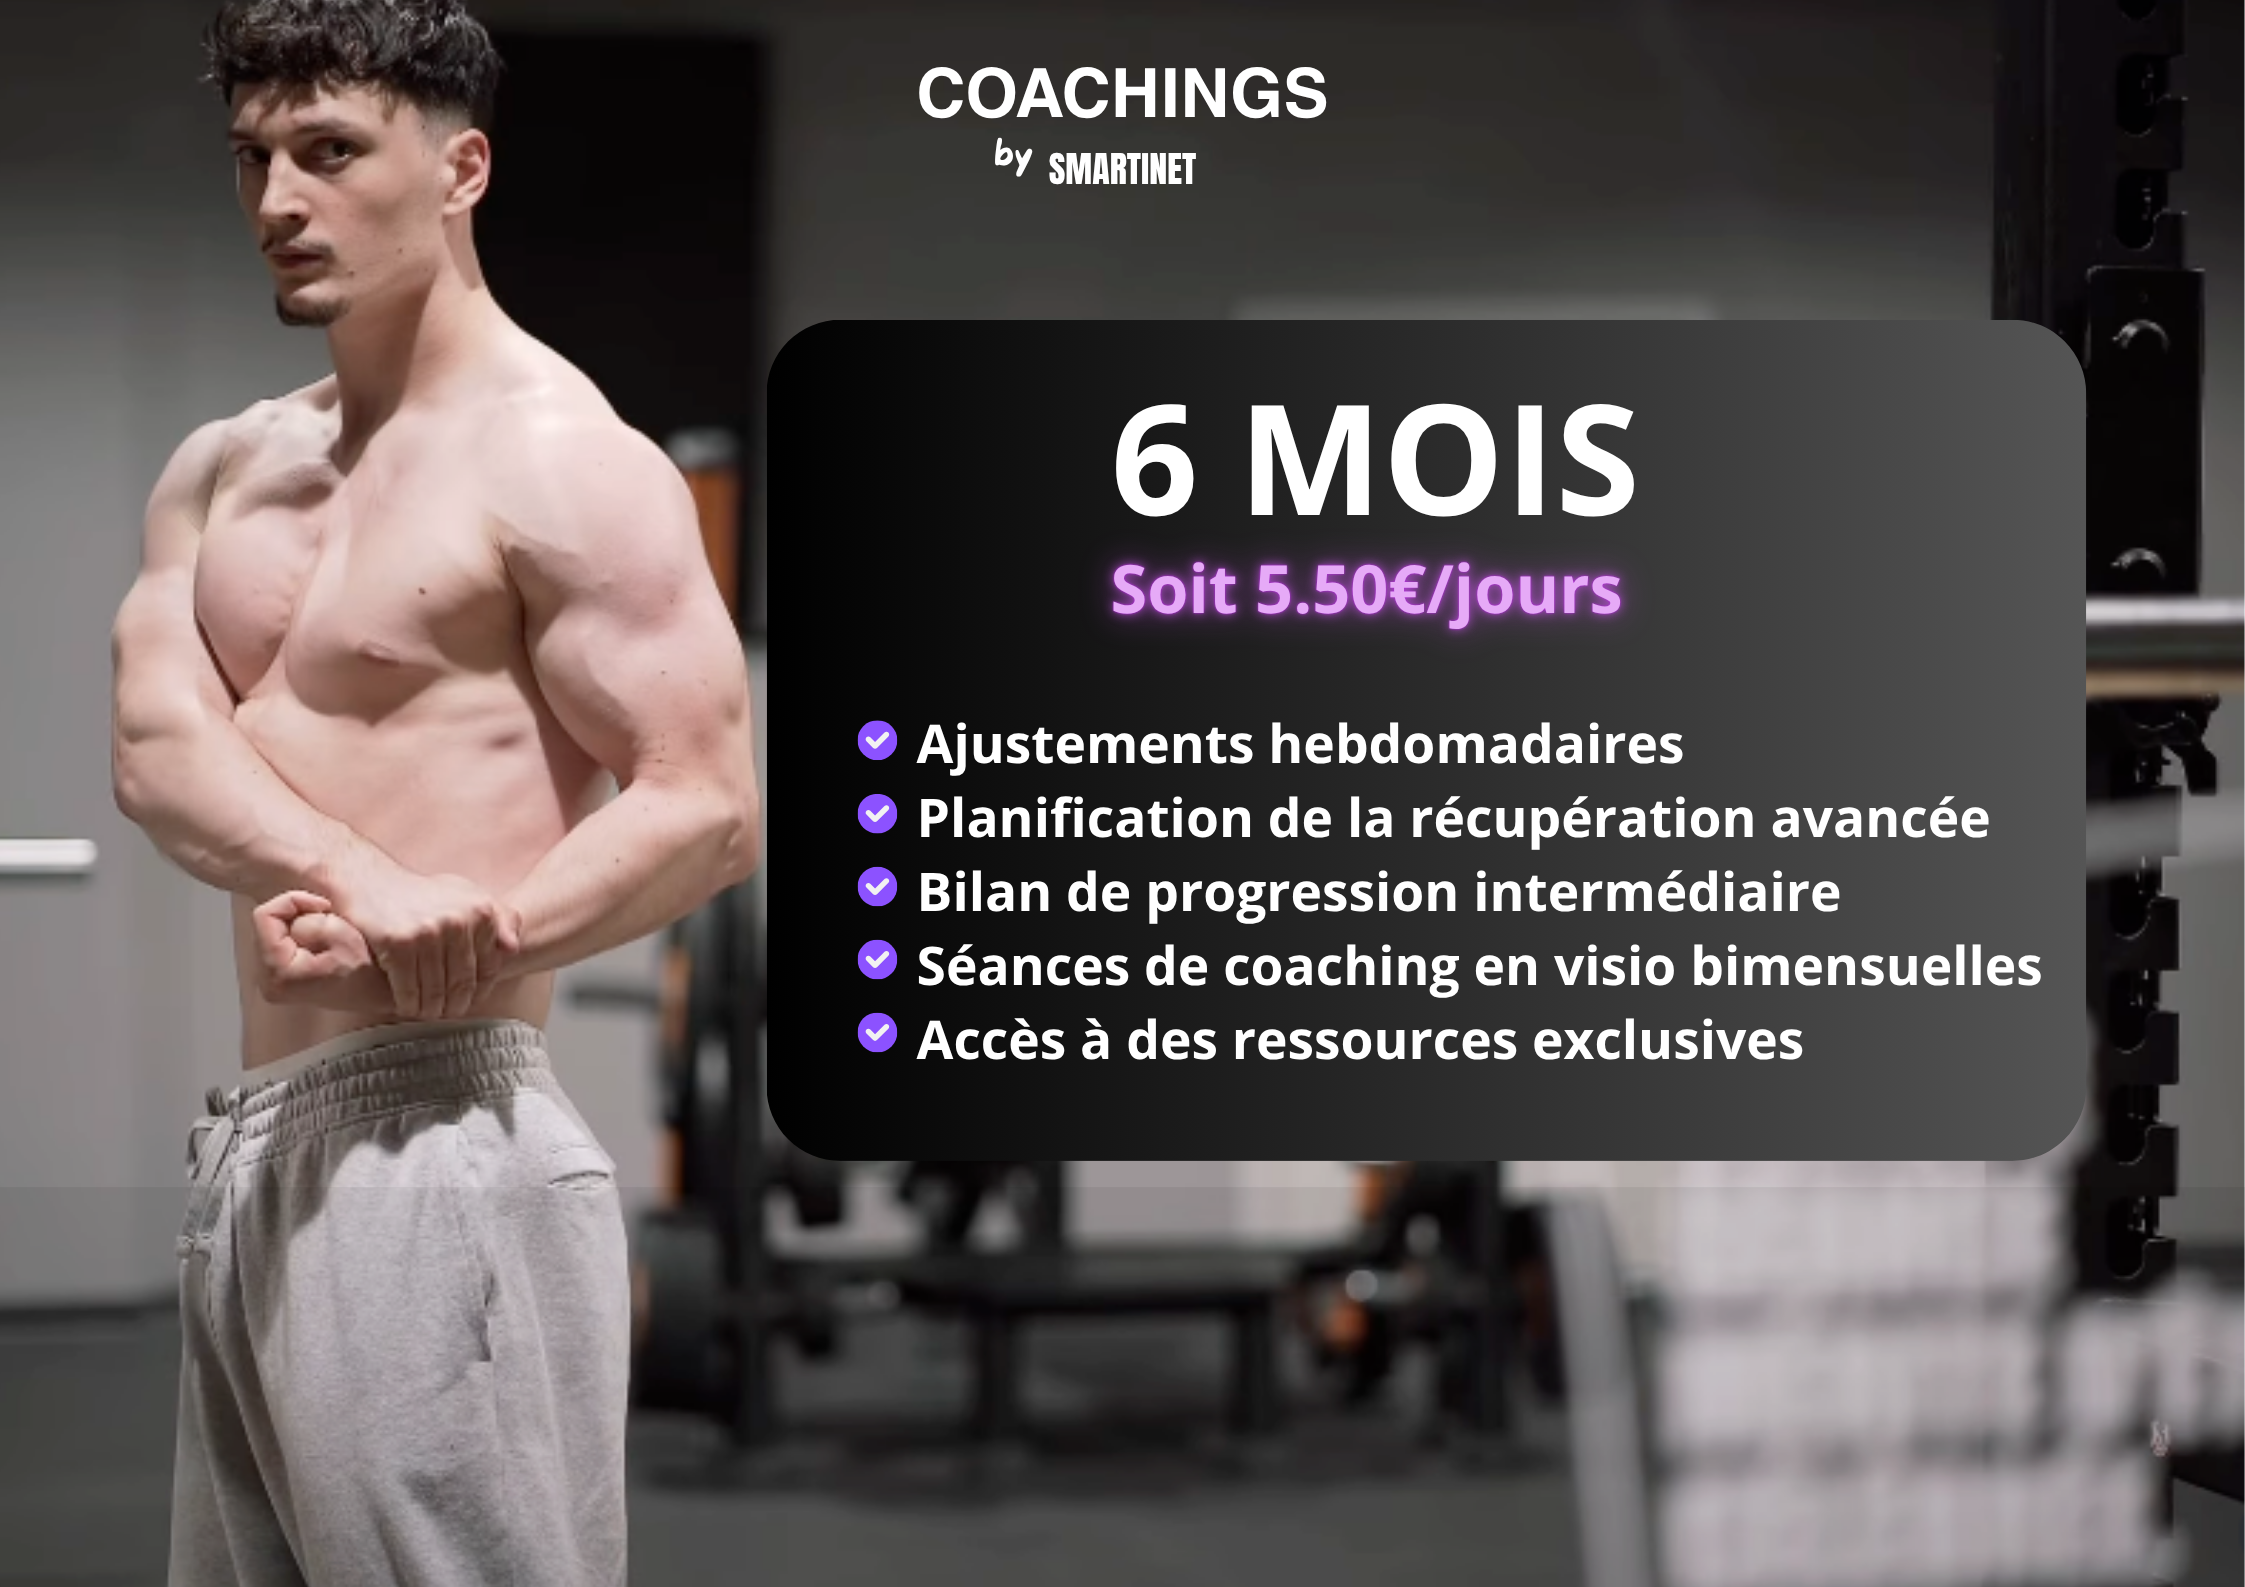 COACHINGS
by SMARTINET
6 MOIS
Soit 5.50€/jours
Ajustements hebdomadaires
Planification de la récupération avancée
Bilan de progression intermédiaire
Séances de coaching en visio bimensuelles
Accès à des ressources exclusives